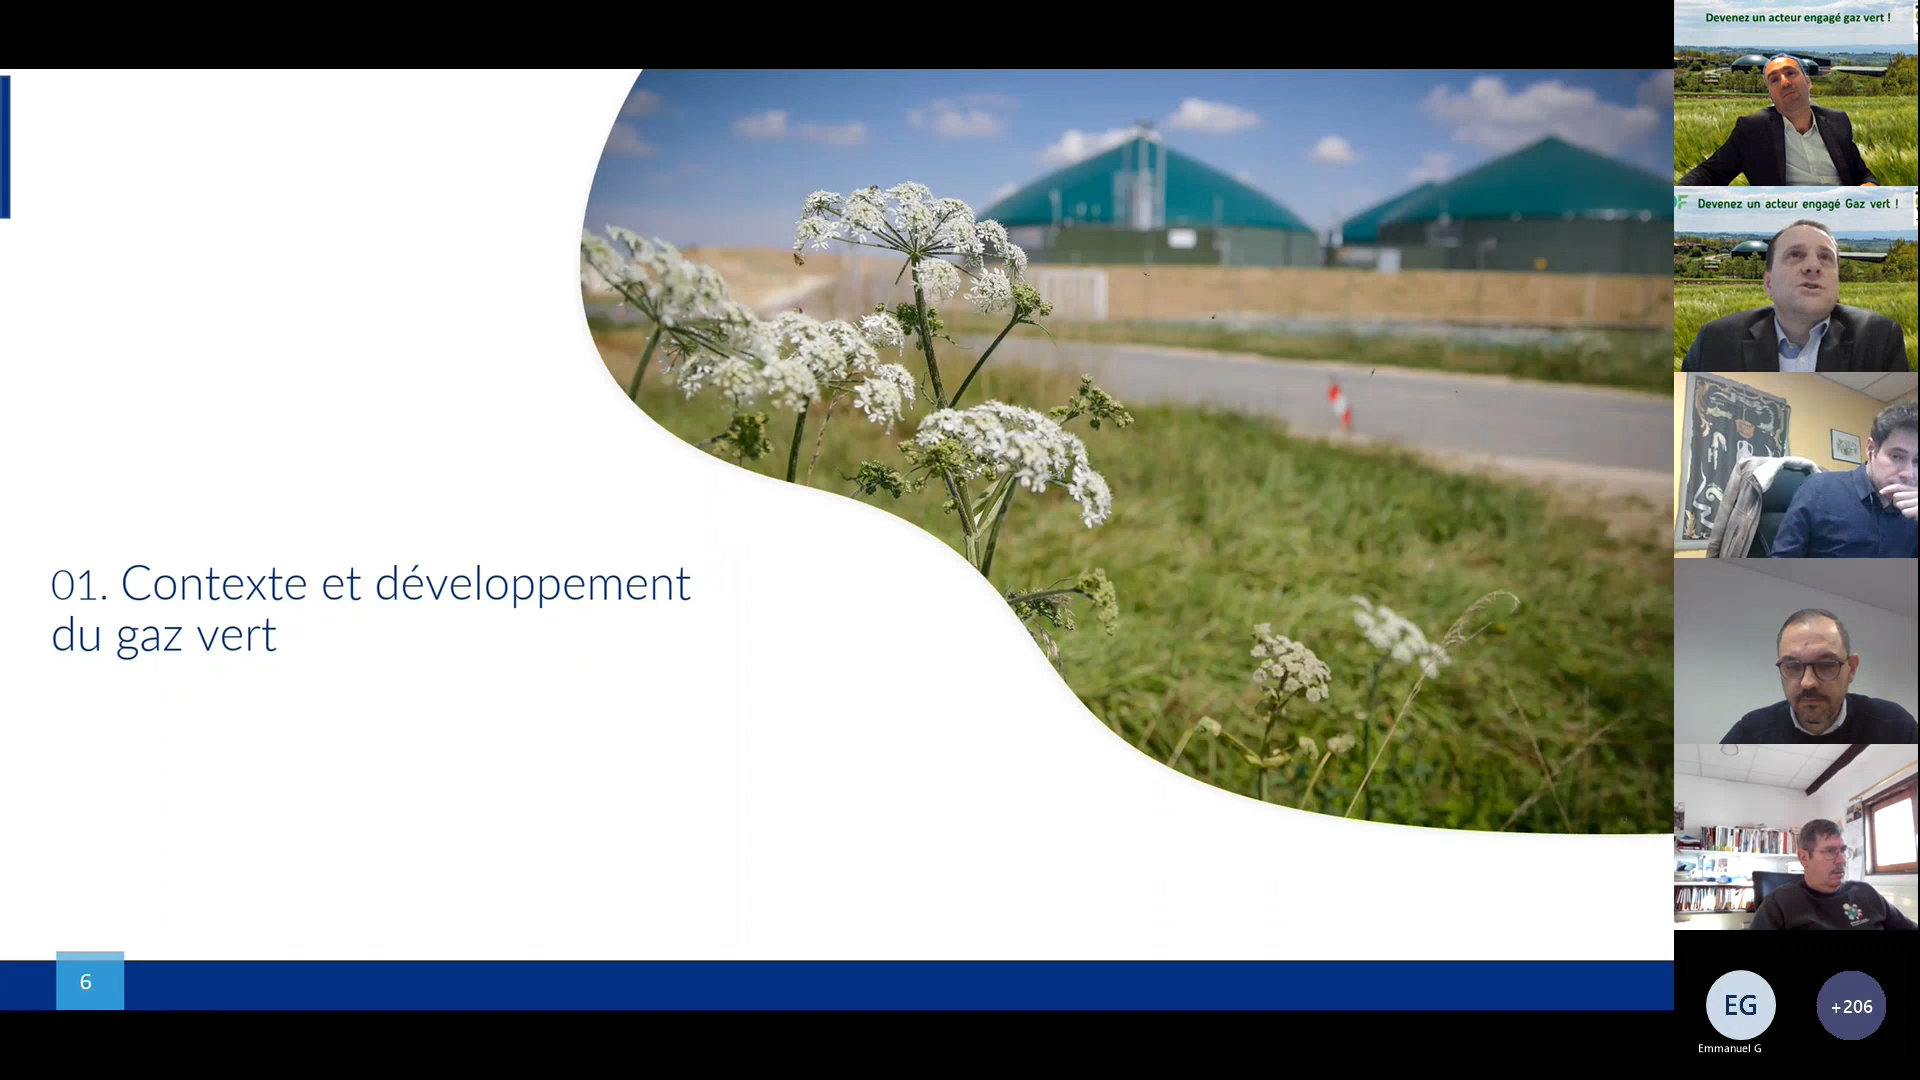 01. Contexte et développement
du gaz vert
6
Devenez un acteur engagé gaz vert !
Devenez un acteur engagé Gaz vert !
EG
Emmanuel G
+206